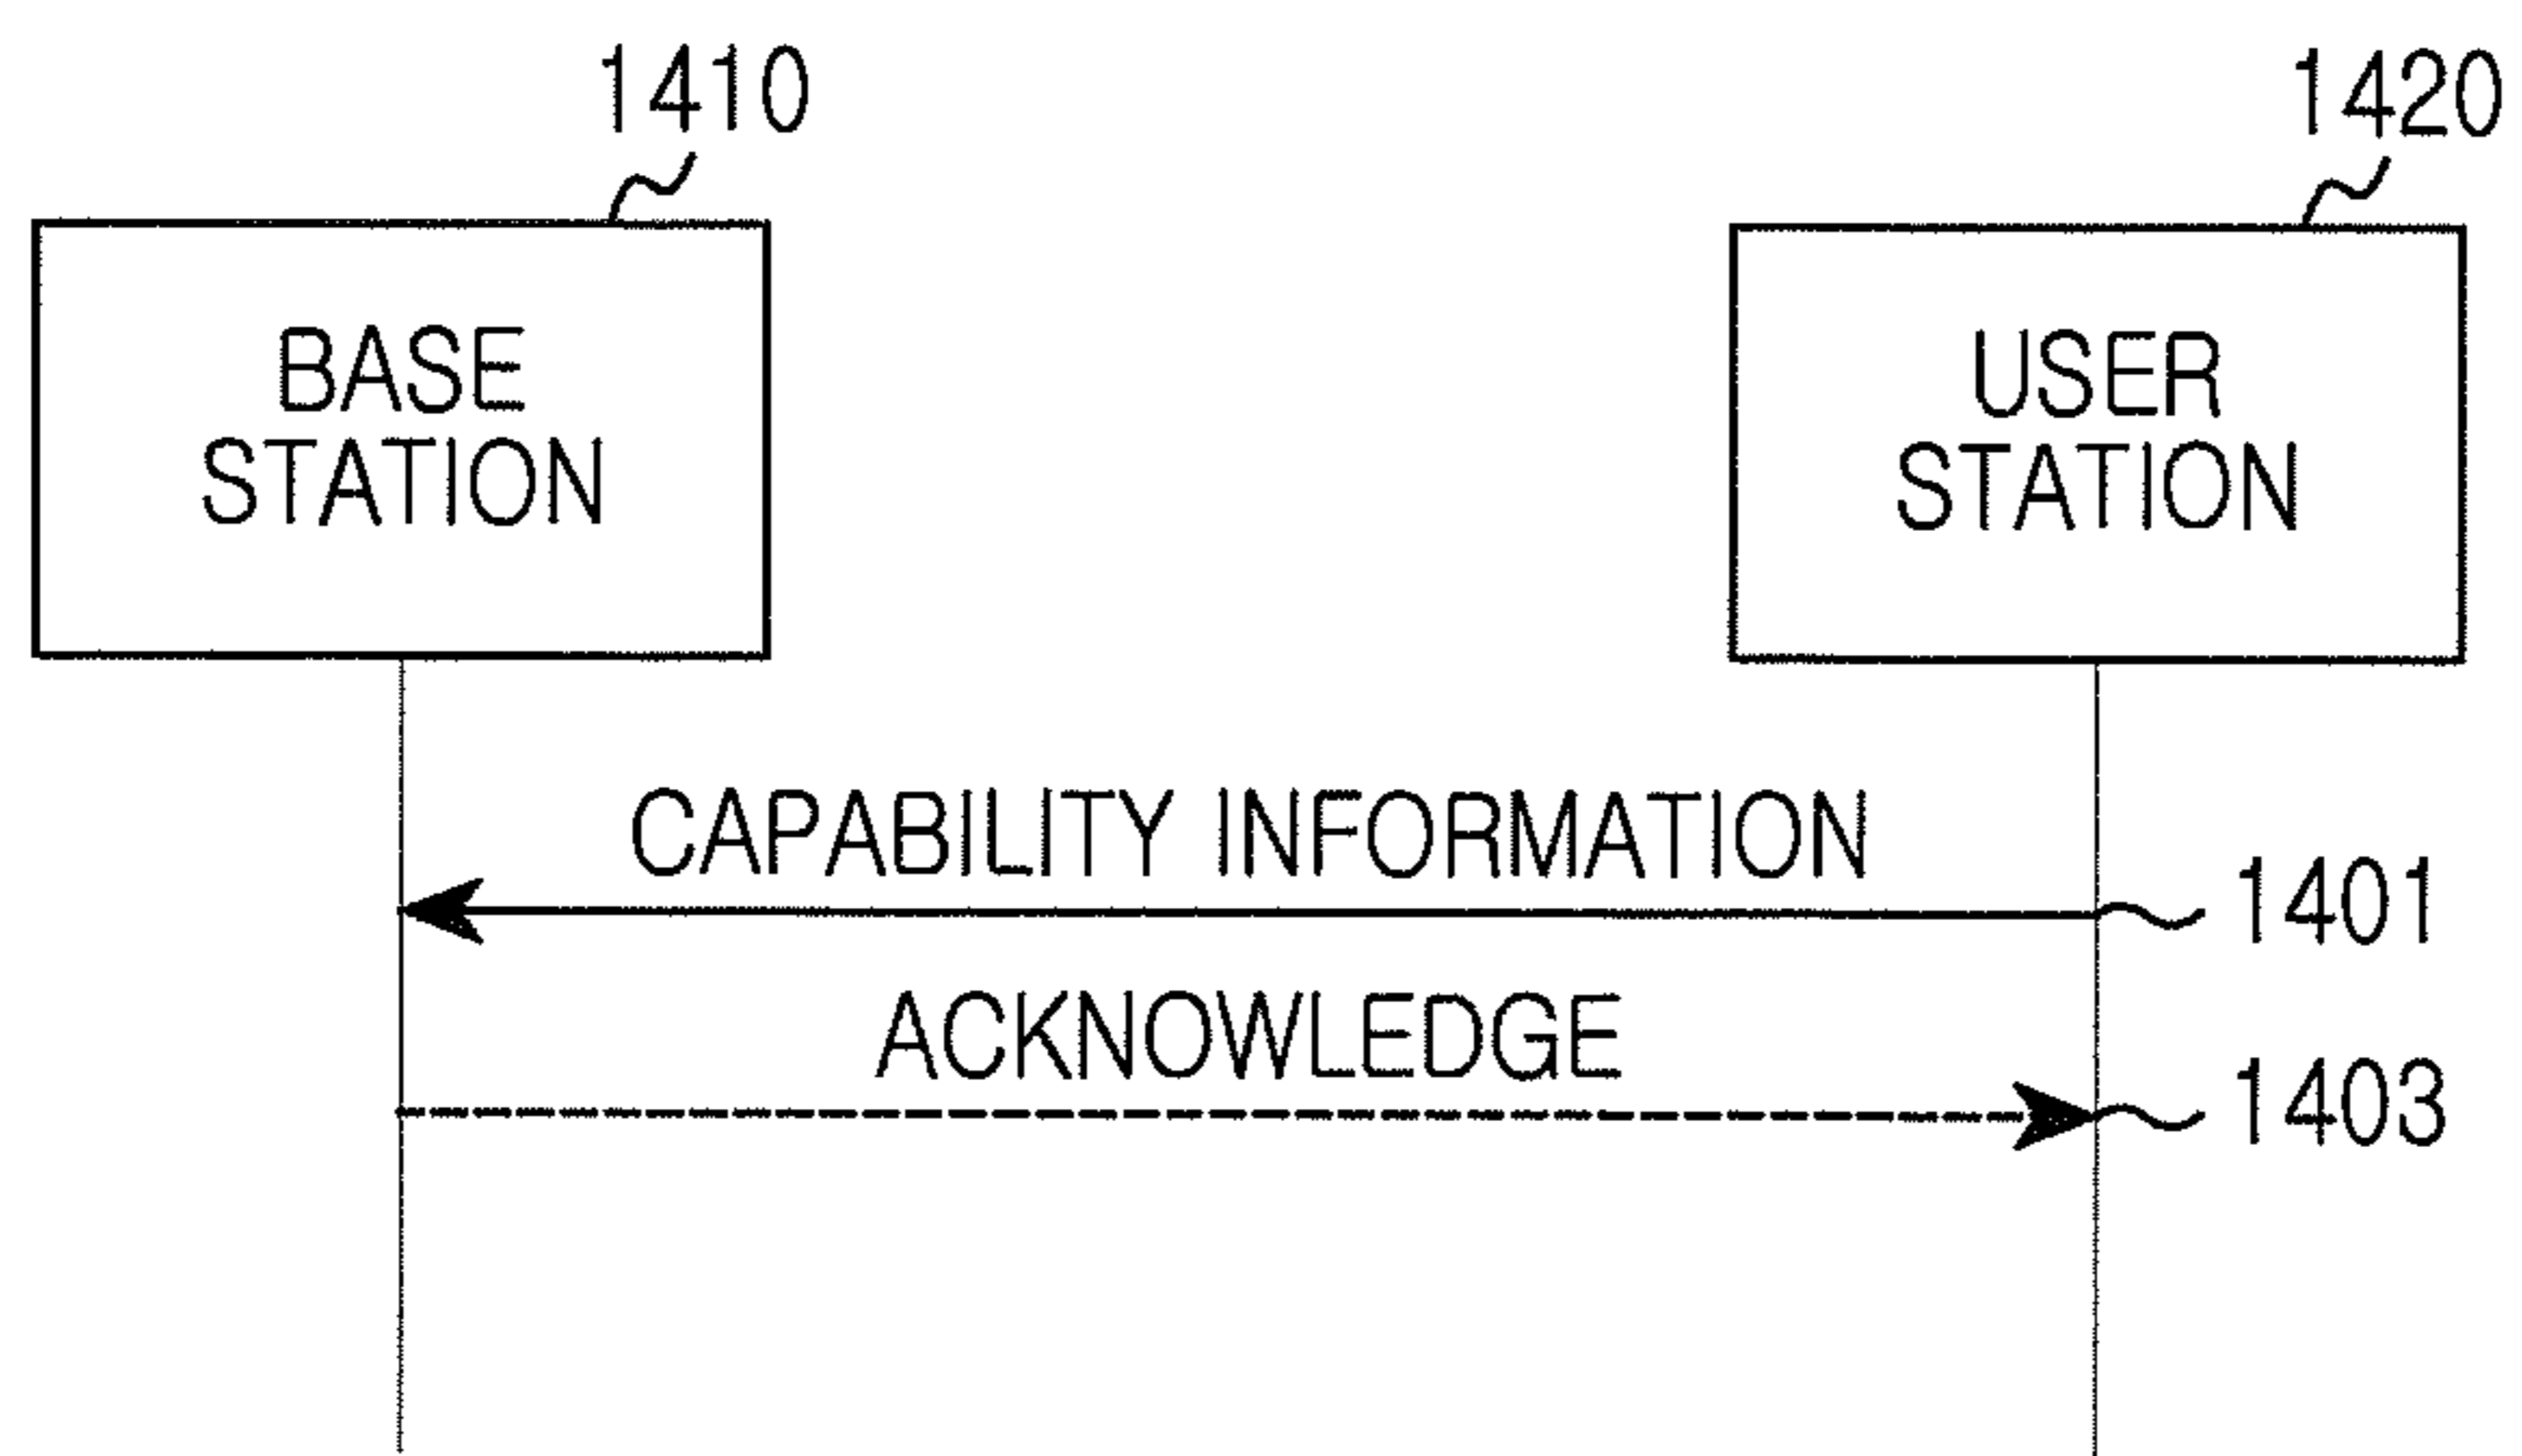 1410
1420
BASE
STATION
USER
STATION
CAPABILITY INFORMATION
1401
ACKNOWLEDGE
1403